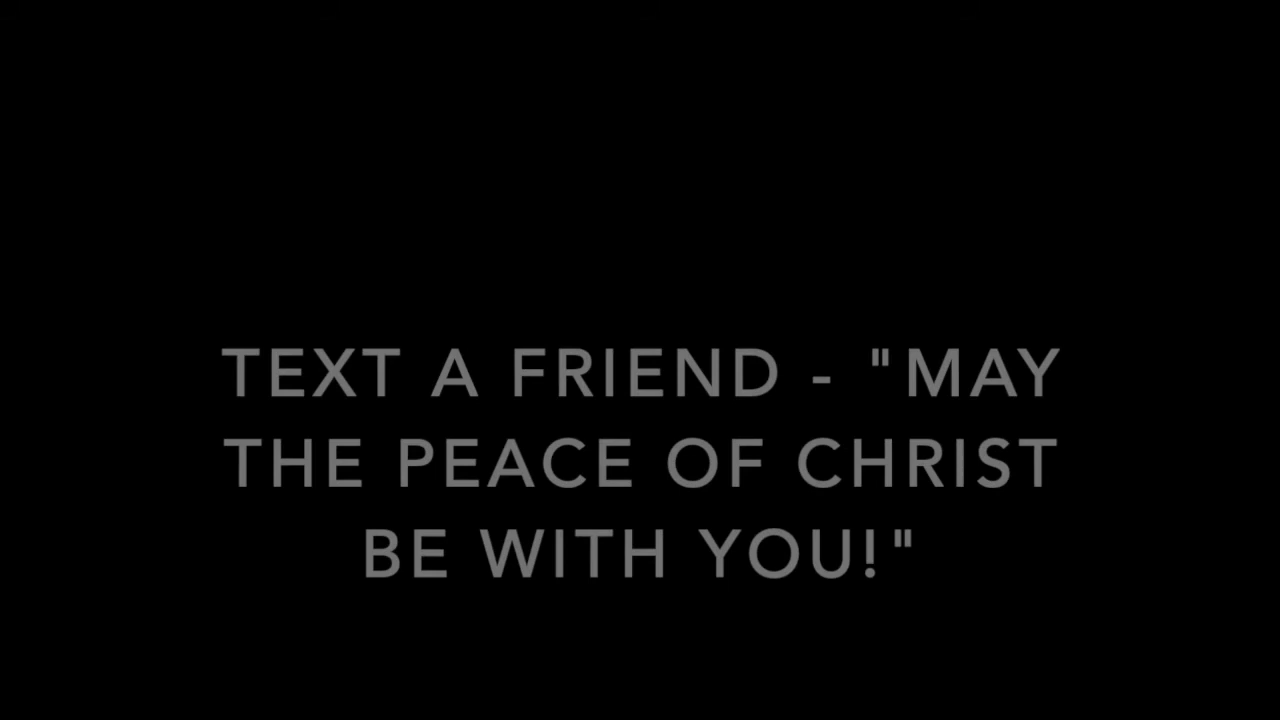 TEXT A FRIEND - "MAY
THE PEACE OF CHRIST
BE WITH YOU!"